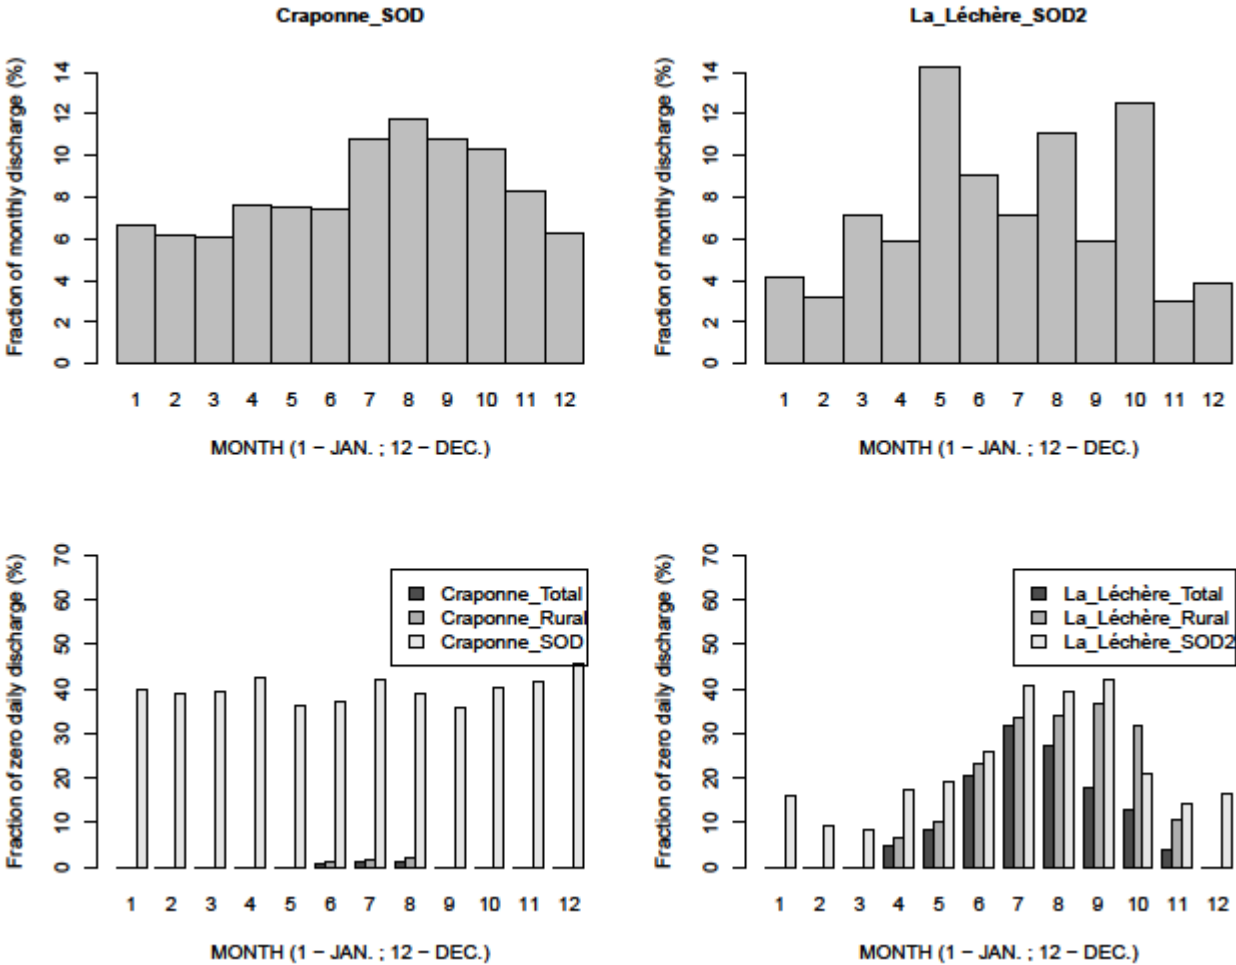 Craponne_SOD
Fraction of monthly discharge (%)
14
12
10
8
6
4
2
0
1 2 3 4 5 6 7 8 9 10 11 12
MONTH (1 − JAN. ; 12 − DEC.)
La_Léchère_SOD2
Fraction of monthly discharge (%)
14
12
10
8
6
4
2
0
1 2 3 4 5 6 7 8 9 10 11 12
MONTH (1 − JAN. ; 12 − DEC.)
Fraction of zero daily discharge (%)
70
60
50
40
30
20
10
0
Craponne_Total
Craponne_Rural
Craponne_SOD
1 2 3 4 5 6 7 8 9 10 11 12
MONTH (1 − JAN. ; 12 − DEC.)
Fraction of zero daily discharge (%)
70
60
50
40
30
20
10
0
La_Léchère_Total
La_Léchère_Rural
La_Léchère_SOD2
1 2 3 4 5 6 7 8 9 10 11 12
MONTH (1 − JAN. ; 12 − DEC.)